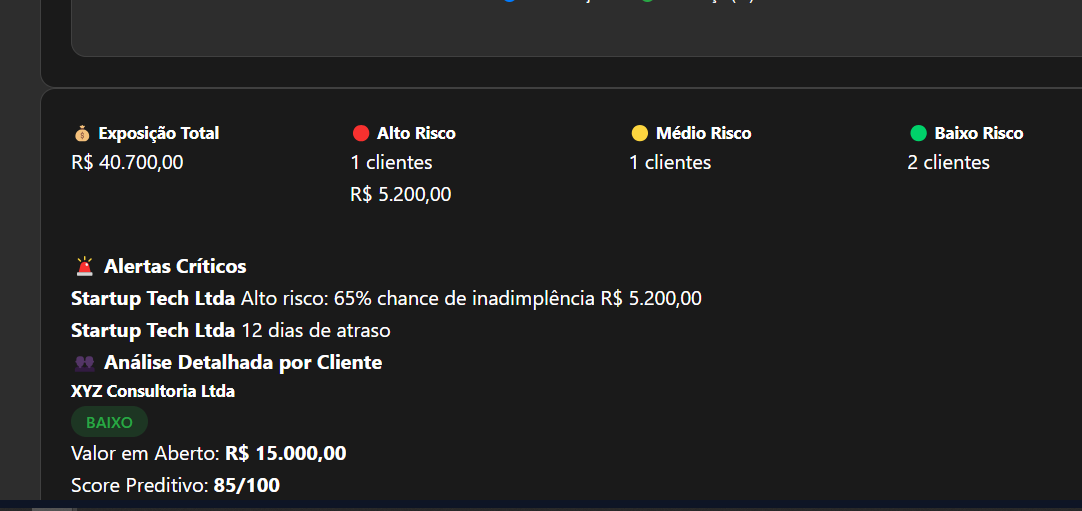 Exposição Total
R$ 40.700,00
Alto Risco
1 clientes
R$ 5.200,00
Médio Risco
1 clientes
Baixo Risco
2 clientes
Alertas Críticos
Startup Tech Ltda Alto risco: 65% chance de inadimplência R$ 5.200,00
Startup Tech Ltda 12 dias de atraso
Análise Detalhada por Cliente
XYZ Consultoria Ltda
BAIXO
Valor em Aberto: R$ 15.000,00
Score Preditivo: 85/100